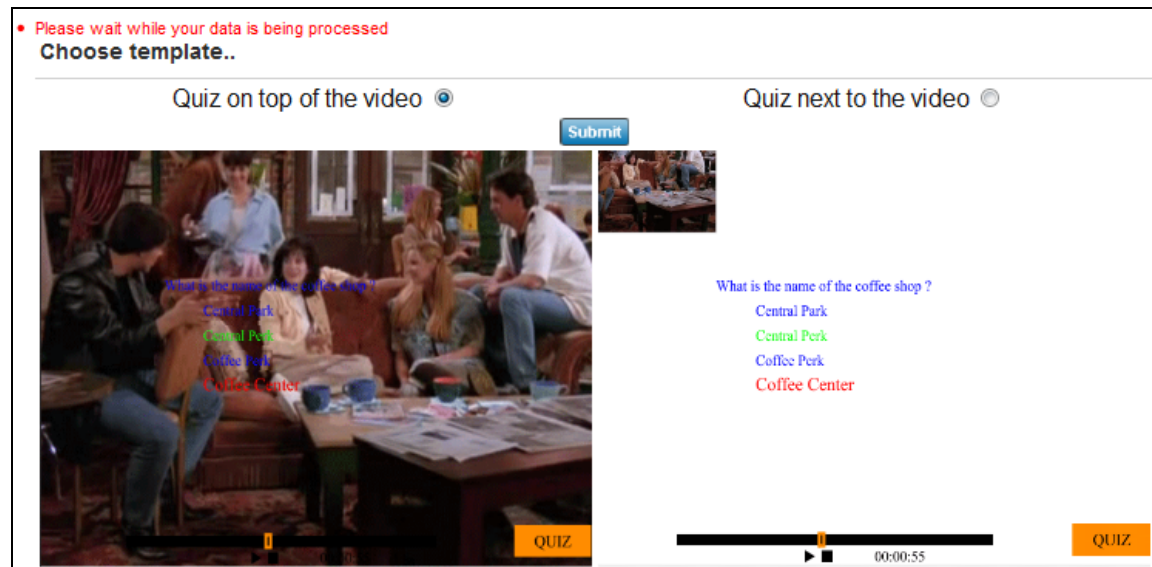 Please wait while your data is being processed
Choose template..
Quiz on top of the video
Quiz next to the video
Submit
What is the name of the coffee shop ?
Central Park
Central Perk
Coffee Perk
Coffee Center
QUIZ
What is the name of the coffee shop ?
Central Park
Central Perk
Coffee Perk
Coffee Center
QUIZ
00:00:55